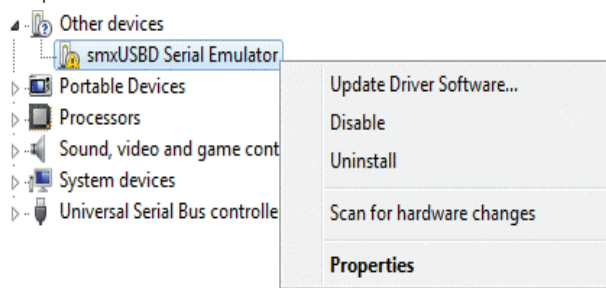 Other devices
smxUSBD Serial Emulator
Portable Devices
Processors
Sound, video and game cont
System devices
Universal Serial Bus controlle
Update Driver Software...
Disable
Uninstall
Scan for hardware changes
Properties